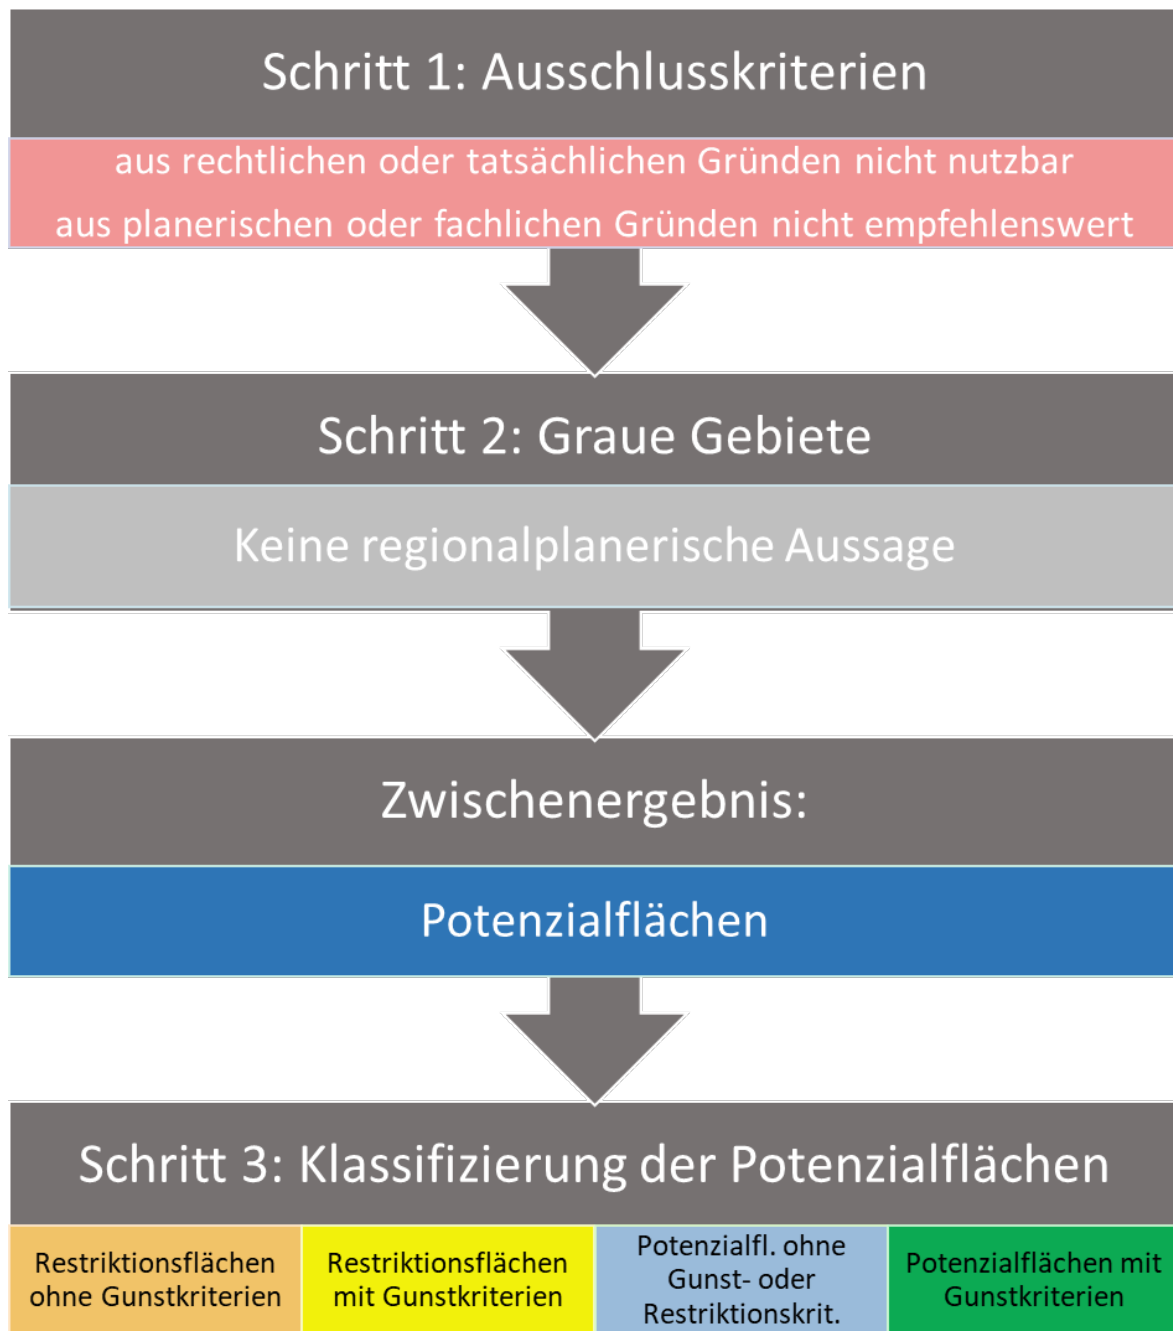 Schritt 1: Ausschlusskriterien
aus rechtlichen oder tatsächlichen Gründen nicht nutzbar
aus planerischen oder fachlichen Gründen nicht empfehlenswert
Schritt 2: Graue Gebiete
Keine regionalplanerische Aussage
Zwischenergebnis:
Potenzialflächen
Schritt 3: Klassifizierung der Potenzialflächen
Restriktionsflächen
ohne Gunstkriterien
Restriktionsflächen
mit Gunstkriterien
Potenzialfl. ohne
Gunst- oder
Restriktionskrit.
Potenzialflächen mit
Gunstkriterien